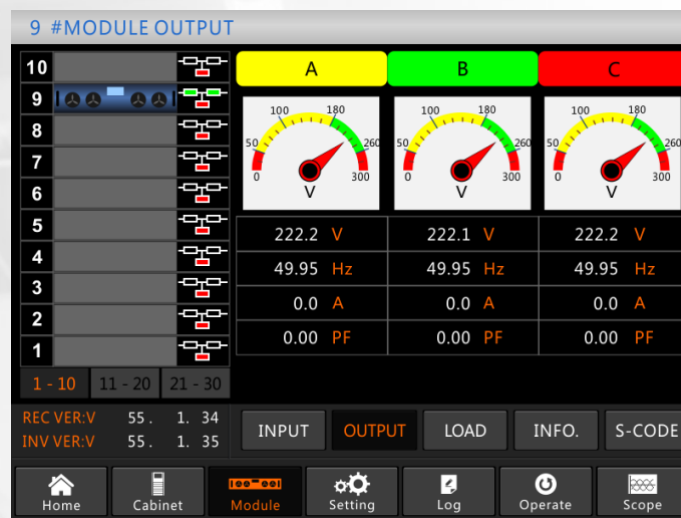 9 #MODULE OUTPUT
10
9
8
7
6
5
4
3
2
1
1 - 10 11 - 20 21 - 30
REC VER:V 55. 1. 34
INV VER:V 55. 1. 35
A B C
100 180 100 180 100 180
50 260 50 260 50 260
0 300 0 300 0 300
V V V
222.2 V 222.1 V 222.2 V
49.95 Hz 49.95 Hz 49.95 Hz
0.0 A 0.0 A 0.0 A
0.00 PF 0.00 PF 0.00 PF
INPUT OUTPUT LOAD INFO. S-CODE
Home Cabinet Module Setting Log Operate Scope